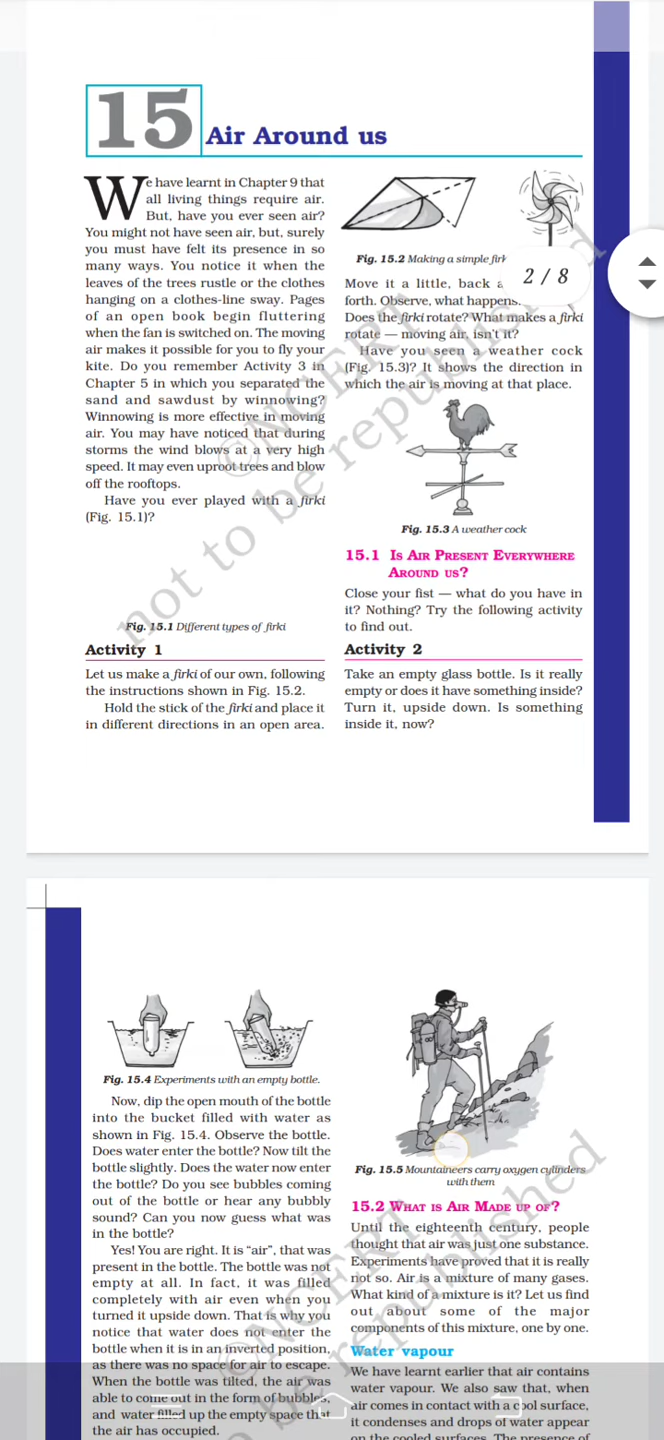 15 Air Around us
We have learnt in Chapter 9 that
all living things require air.
But, have you ever seen air?
You might not have seen air, but, surely
you must have felt its presence in so
many ways. You notice it when the
leaves of the trees rustle or the clothes
hanging on a clothes-line sway. Pages
of an open book begin fluttering
when the fan is switched on. The moving
air makes it possible for you to fly your
kite. Do you remember Activity 3 in
Chapter 5 in which you separated the
sand and sawdust by winnowing?
Winnowing is more effective in moving
air. You may have noticed that during
storms the wind blows at a very high
speed. It may even uproot trees and blow
off the rooftops.
Have you ever played with a firki
(Fig. 15.1)?
Fig. 15.1 Different types of firki
Activity 1
Let us make a firki of our own, following
the instructions shown in Fig. 15.2.
Hold the stick of the firki and place it
in different directions in an open area.
Fig. 15.2 Making a simple firk
2 / 8
Move it a little, back a
forth. Observe, what happens.
Does the firki rotate? What makes a firki
rotate — moving air, isn't it?
Have you seen a weather cock
(Fig. 15.3)? It shows the direction in
which the air is moving at that place.
Fig. 15.3 A weather cock
15.1 IS AIR PRESENT EVERYWHERE
AROUND US?
Close your fist — what do you have in
it? Nothing? Try the following activity
to find out.
Activity 2
Take an empty glass bottle. Is it really
empty or does it have something inside?
Turn it, upside down. Is something
inside it, now?
©NCERT
not to be republished
Fig. 15.4 Experiments with an empty bottle.
Now, dip the open mouth of the bottle
into the bucket filled with water as
shown in Fig. 15.4. Observe the bottle.
Does water enter the bottle? Now tilt the
bottle slightly. Does the water now enter
the bottle? Do you see bubbles coming
out of the bottle or hear any bubbly
sound? Can you now guess what was
in the bottle?
Yes! You are right. It is “air”, that was
present in the bottle. The bottle was not
empty at all. In fact, it was filled
completely with air even when you
turned it upside down. That is why you
notice that water does not enter the
bottle when it is in an inverted position,
as there was no space for air to escape.
When the bottle was tilted, the air was
able to come out in the form of bubbles,
and water filled up the empty space that
the air has occupied.
Fig. 15.5 Mountaineers carry oxygen cylinders
with them
15.2 WHAT IS AIR MADE UP OF?
Until the eighteenth century, people
thought that air was just one substance.
Experiments have proved that it is really
not so. Air is a mixture of many gases.
What kind of a mixture is it? Let us find
out about some of the major
components of this mixture, one by one.
Water vapour
We have learnt earlier that air contains
water vapour. We also saw that, when
air comes in contact with a cool surface,
it condenses and drops of water appear
on the cooled surfaces. The presence of
©NCERT
be republished